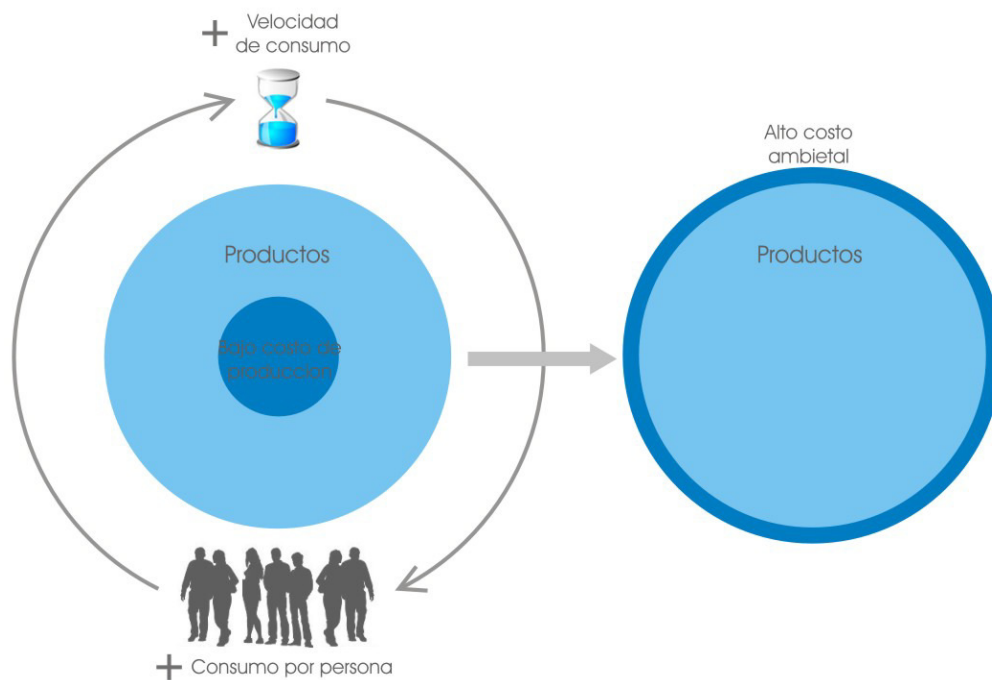 + Velocidad
de consumo
Alto costo
ambietal
Productos
Productos
Bajo costo de
produccion
+ Consumo por persona